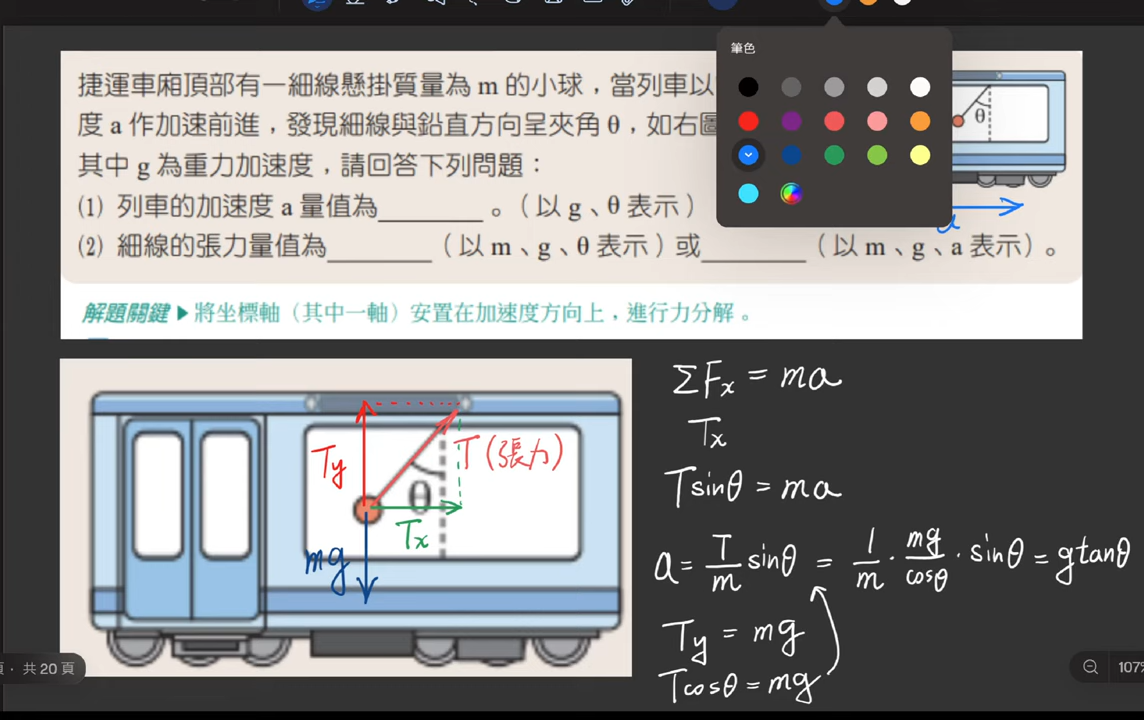 筆色
捷運車廂頂部有一細線懸掛質量為 m 的小球，當列車以
度 a 作加速前進，發現細線與鉛直方向呈夾角 θ，如右
其中 g 為重力加速度，請回答下列問題：
(1) 列車的加速度 a 量值為________。（以 g、θ 表示）
(2) 細線的張力量值為________（以 m、g、θ 表示）或________（以 m、g、a 表示）。
θ
a
解題關鍵▶將坐標軸（其中一軸）安置在加速度方向上，進行力分解。
Ty
T(張力)
θ
Tx
mg
ΣFx = ma
Tx
Tsinθ = ma
a = T/m sinθ = 1/m · mg/cosθ · sinθ = gtanθ
Ty = mg
Tcosθ = mg
· 共 20 頁
107%